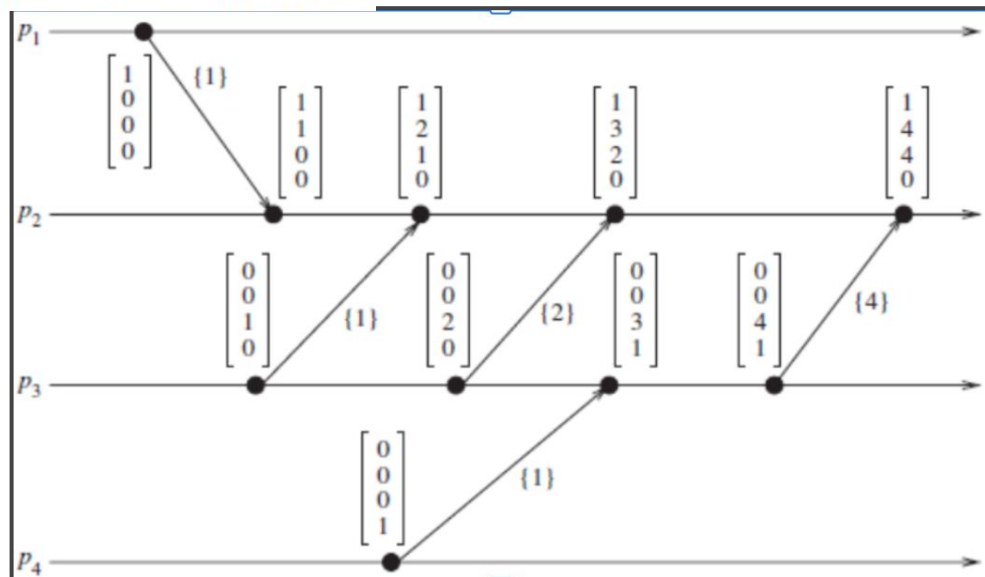 p1
{1}
[1 0 0 0]
[1 1 0 0]
[1 2 1 0]
[1 3 2 0]
[1 4 4 0]
p2
[0 0 1 0]
{1}
[0 0 2 0]
{2}
[0 0 3 1]
[0 0 4 1]
{4}
p3
[0 0 0 1]
{1}
p4